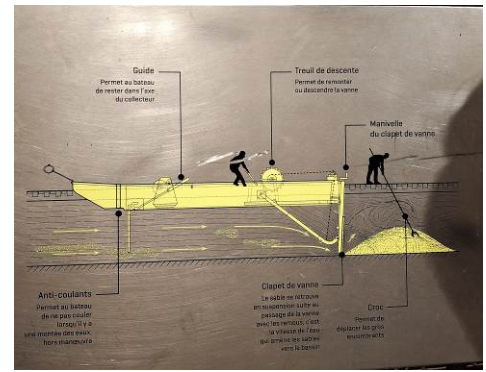 Guide
Permet au bateau
de rester dans l'axe
du collecteur
Treuil de descente
Permet de remonter
ou descendre la vanne
Manivelle
du clapet de vanne
Anti-coulants
Permet au bateau
de ne pas couler
lorsqu'il y a
une montée des eaux,
hors manœuvre
Clapet de vanne
Le sable se retrouve
en suspension suite au
passage de la vanne
avec les remous, c'est
la vitesse de l'eau
qui amène les sables
vers le bassin
Croc
Permet de
déplacer les gros
encombrants